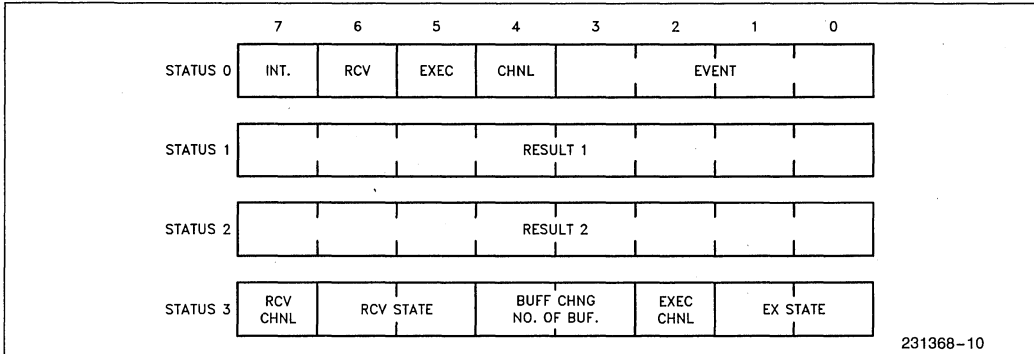 7 6 5 4 3 2 1 0
STATUS 0 INT. RCV EXEC CHNL EVENT
STATUS 1 RESULT 1
STATUS 2 RESULT 2
STATUS 3 RCV CHNL RCV STATE BUFF CHNG NO. OF BUF. EXEC CHNL EX STATE
231368-10